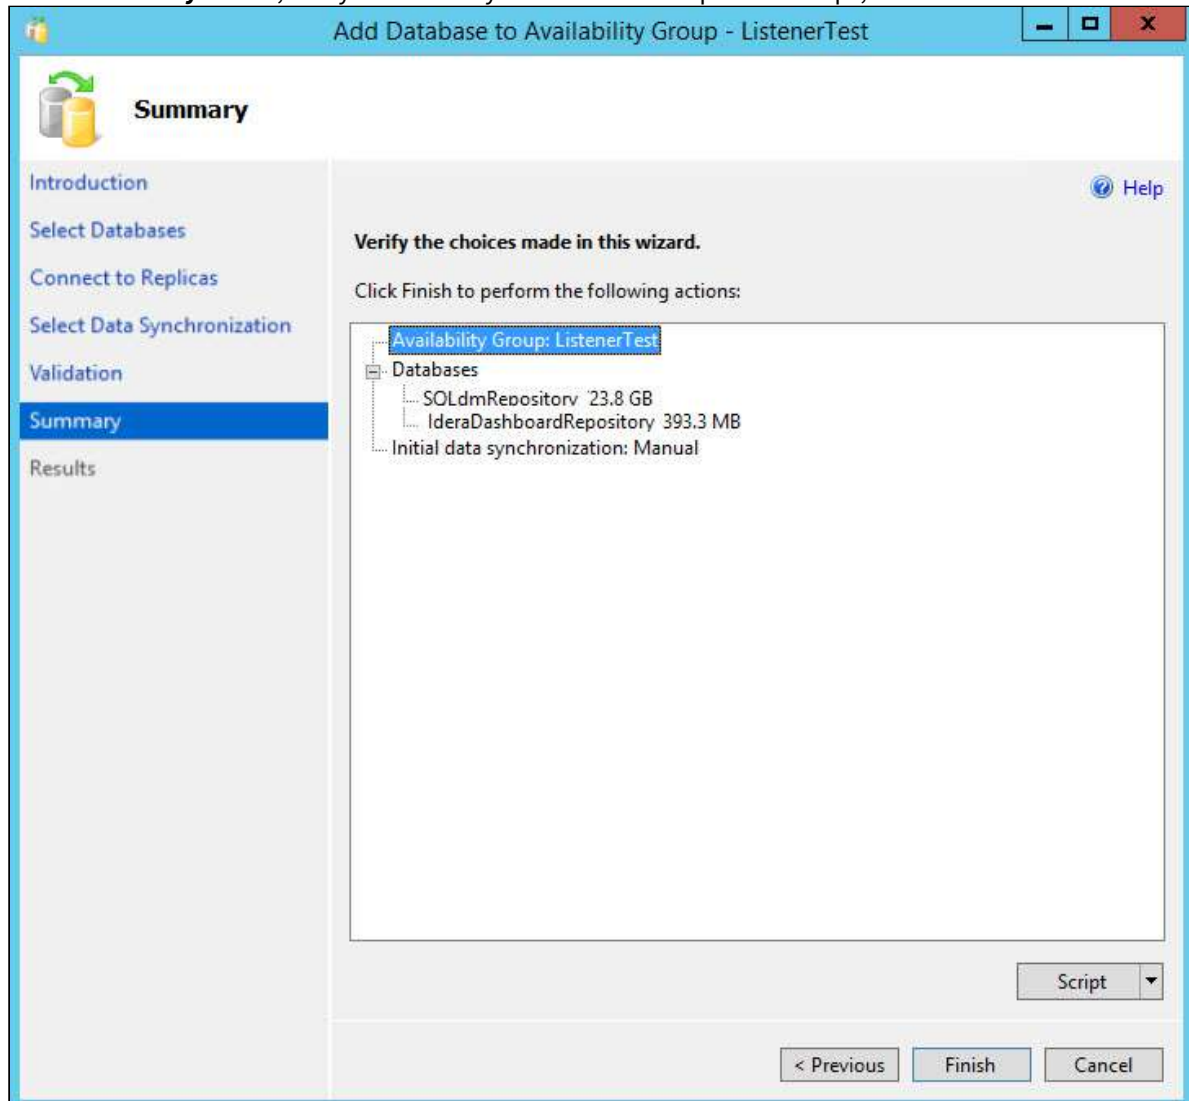 Add Database to Availability Group - ListenerTest
Summary
Introduction
Help
Select Databases
Verify the choices made in this wizard.
Connect to Replicas
Click Finish to perform the following actions:
Select Data Synchronization
Availability Group: ListenerTest
Validation
Databases
SQLdmRepository 23.8 GB
Summary
IderaDashboardRepository 393.3 MB
Initial data synchronization: Manual
Results
Script
< Previous
Finish
Cancel